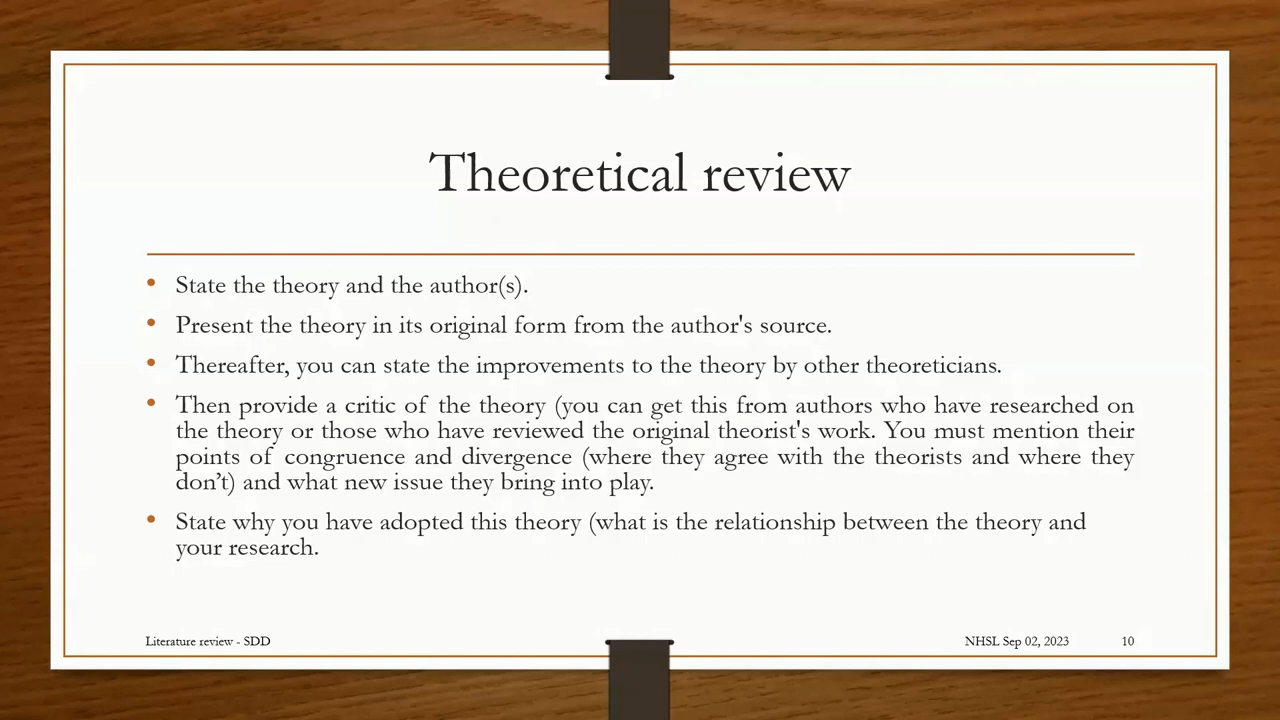 Theoretical review
• State the theory and the author(s).
• Present the theory in its original form from the author's source.
• Thereafter, you can state the improvements to the theory by other theoreticians.
• Then provide a critic of the theory (you can get this from authors who have researched on
the theory or those who have reviewed the original theorist's work. You must mention their
points of congruence and divergence (where they agree with the theorists and where they
don’t) and what new issue they bring into play.
• State why you have adopted this theory (what is the relationship between the theory and
your research.
Literature review - SDD
NHSL Sep 02, 2023
10